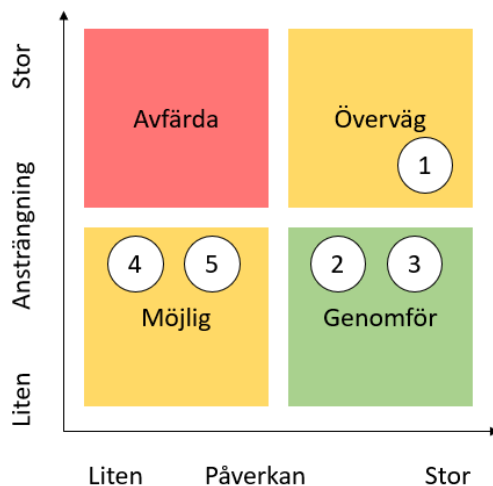 Stor
Ansträngning
Liten
Avfärda
Överväg
1
4
5
Möjlig
2
3
Genomför
Liten
Påverkan
Stor